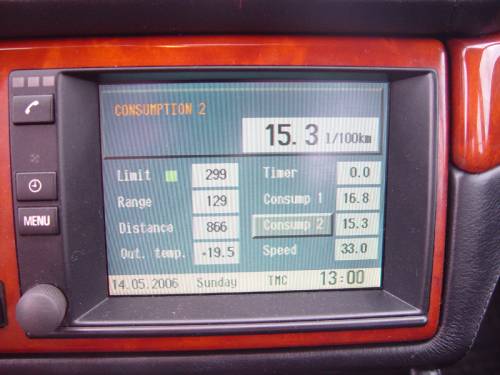 CONSUMPTION 2
15.3 l/100km
Limit 299 Timer 0.0
Range 129 Consump 1 16.8
Distance 866 Consump 2 15.3
Out. temp. -19.5 Speed 33.0
14.05.2006 Sunday TMC 13:00
MENU